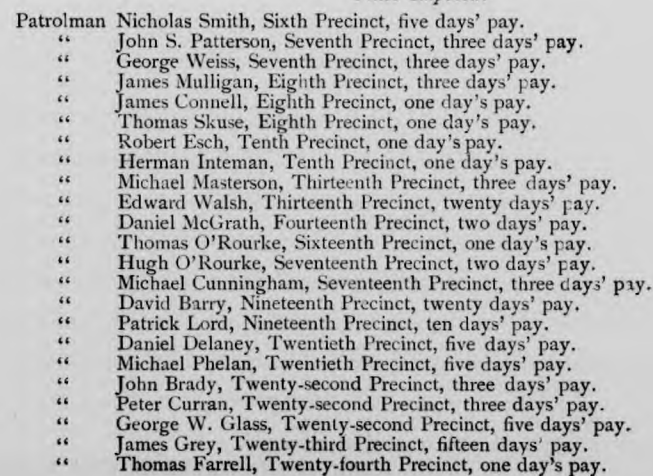 Patrolman Nicholas Smith, Sixth Precinct, five days' pay.
“ John S. Patterson, Seventh Precinct, three days' pay.
“ George Weiss, Seventh Precinct, three days' pay.
“ James Mulligan, Eighth Precinct, three days' pay.
“ James Connell, Eighth Precinct, one day's pay.
“ Thomas Skuse, Eighth Precinct, one day's pay.
“ Robert Esch, Tenth Precinct, one day's pay.
“ Herman Inteman, Tenth Precinct, one day's pay.
“ Michael Masterson, Thirteenth Precinct, three days' pay.
“ Edward Walsh, Thirteenth Precinct, twenty days' pay.
“ Daniel McGrath, Fourteenth Precinct, two days' pay.
“ Thomas O'Rourke, Sixteenth Precinct, one day's pay.
“ Hugh O'Rourke, Seventeenth Precinct, two days' pay.
“ Michael Cunningham, Seventeenth Precinct, three days' pay.
“ David Barry, Nineteenth Precinct, twenty days' pay.
“ Patrick Lord, Nineteenth Precinct, ten days' pay.
“ Daniel Delaney, Twentieth Precinct, five days' pay.
“ Michael Phelan, Twentieth Precinct, five days' pay.
“ John Brady, Twenty-second Precinct, three days' pay.
“ Peter Curran, Twenty-second Precinct, three days' pay.
“ George W. Glass, Twenty-second Precinct, five days' pay.
“ James Grey, Twenty-third Precinct, fifteen days' pay.
“ Thomas Farrell, Twenty-fourth Precinct, one day's pay.